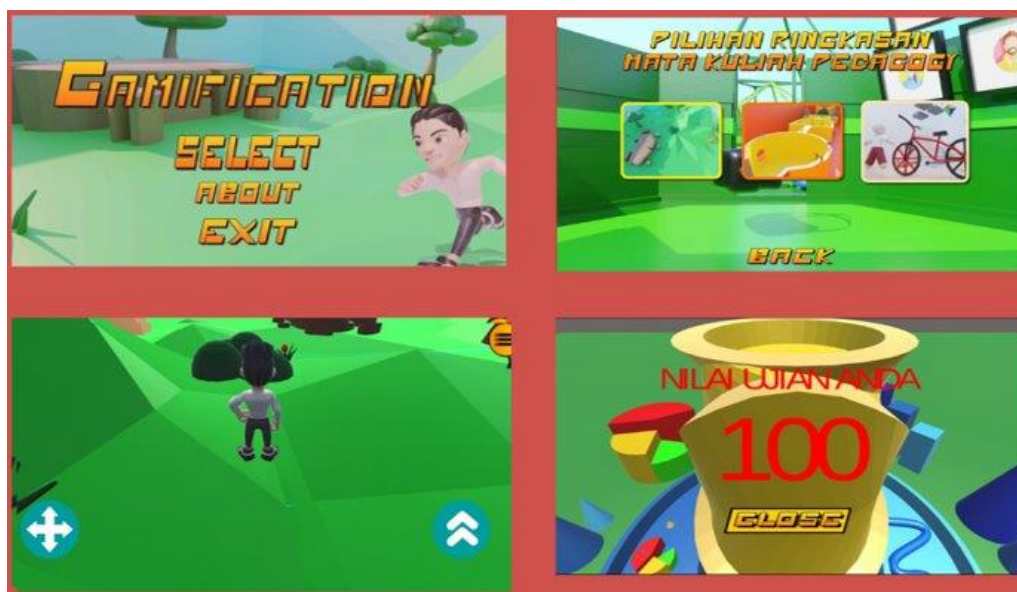 GAMIFICATION
SELECT
ABOUT
EXIT
PILIHAN RINGKASAN
MATA KULIAH PEDAGOGI
BACK
NILAI UJIAN ANDA
100
CLOSE